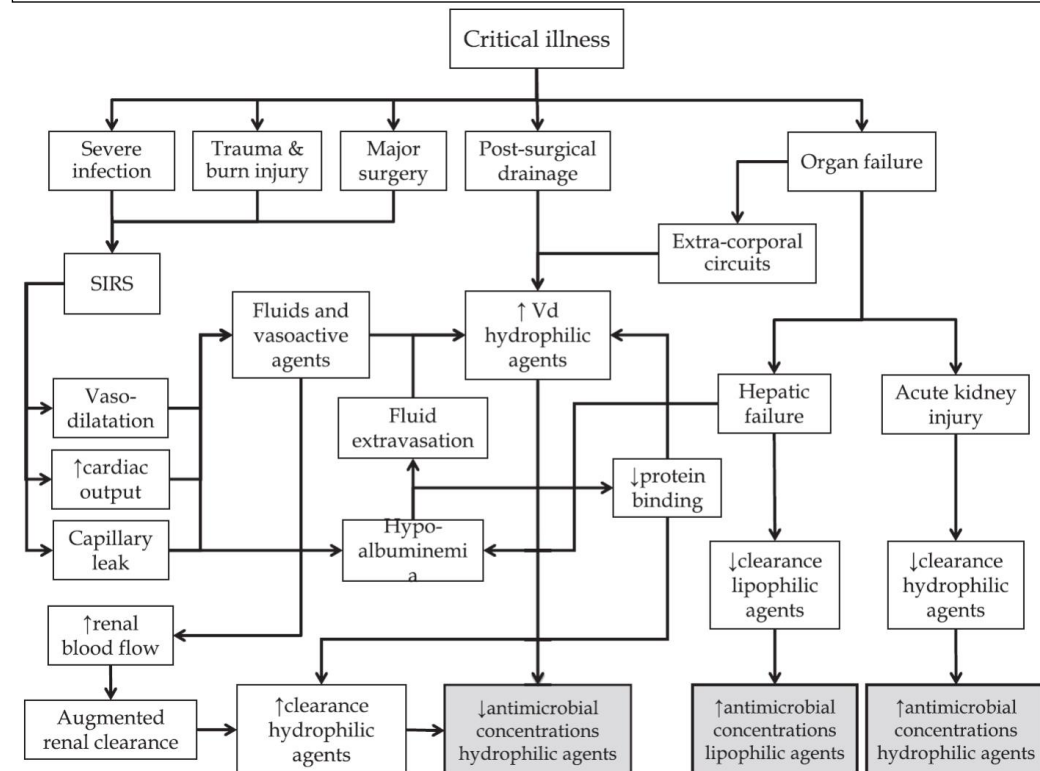 Critical illness
Severe
infection
Trauma &
burn injury
Major
surgery
Post-surgical
drainage
Organ failure
Extra-corporal
circuits
SIRS
Fluids and
vasoactive
agents
↑ Vd
hydrophilic
agents
Vaso-
dilatation
Fluid
extravasation
Hepatic
failure
Acute kidney
injury
↑cardiac
output
↓protein
binding
Capillary
leak
Hypo-
albuminemi
a
↓clearance
lipophilic
agents
↓clearance
hydrophilic
agents
↑renal
blood flow
Augmented
renal clearance
↑clearance
hydrophilic
agents
↓antimicrobial
concentrations
hydrophilic agents
↑antimicrobial
concentrations
lipophilic agents
↑antimicrobial
concentrations
hydrophilic agents